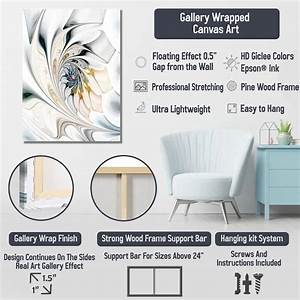 Gallery Wrapped
Canvas Art
Floating Effect 0.5"
Gap from the Wall
HD Giclee Colors
Epson® Ink
Professional Stretching
Pine Wood Frame
Ultra Lightweight
Easy to Hang
Gallery Wrap Finish
Design Continues On The Sides
Real Art Gallery Effect
1.5"
1"
Strong Wood Frame Support Bar
Support Bar For Sizes Above 24"
Hanging kit System
Screws And
Instructions Included